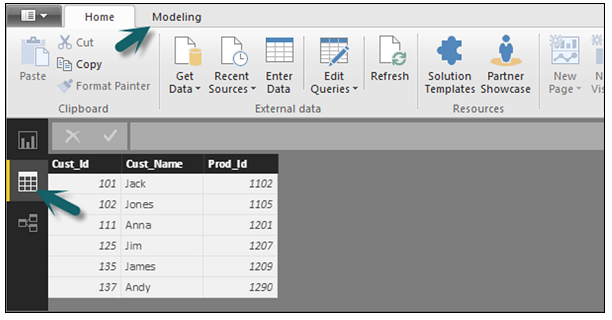 Home Modeling
Cut
Copy
Format Painter
Paste
Clipboard
Get Data
Recent Sources
Enter Data
Edit Queries
Refresh
External data
Solution Templates
Partner Showcase
Resources
New Page
Cust_Id Cust_Name Prod_Id
101 Jack 1102
102 Jones 1105
111 Anna 1201
125 Jim 1207
135 James 1209
137 Andy 1290